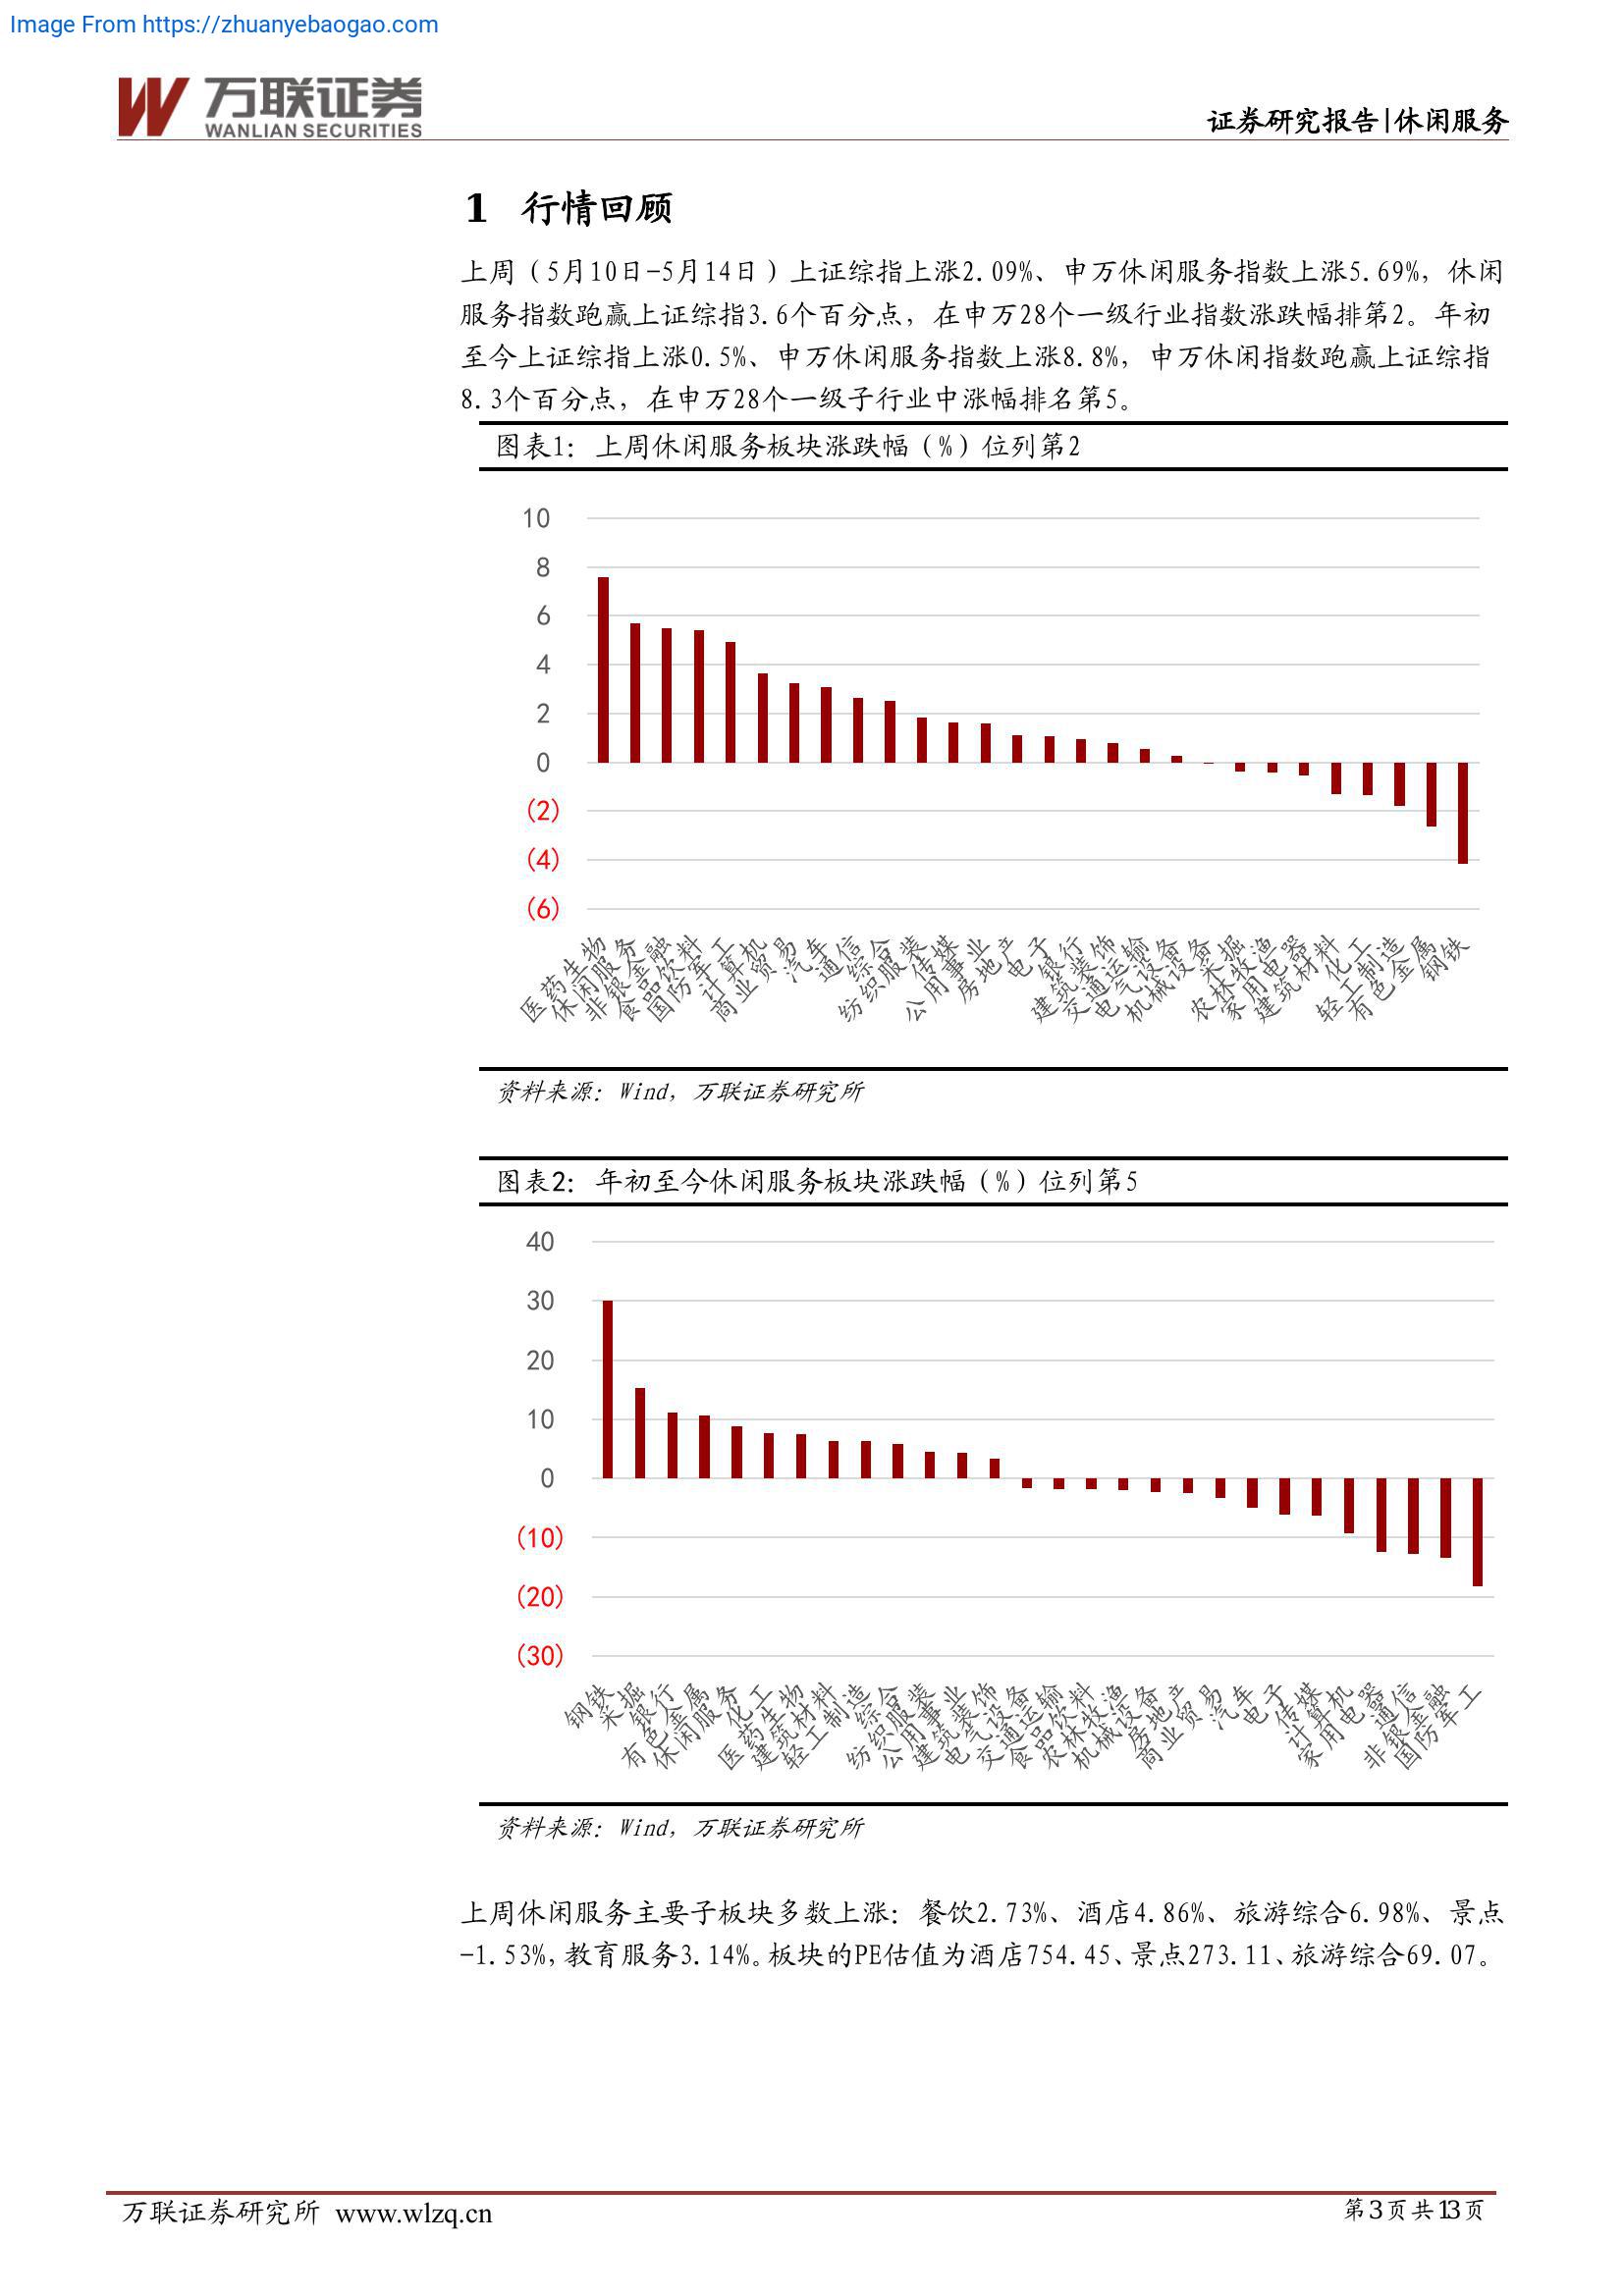 Image From https://zhuanyebaogao.com
万联证券
WANLIAN SECURITIES
证券研究报告|休闲服务
1 行情回顾
上周（5月10日-5月14日）上证综指上涨2.09%、申万休闲服务指数上涨5.69%，休闲
服务指数跑赢上证综指3.6个百分点，在申万28个一级行业指数涨跌幅排第2。年初
至今上证综指上涨0.5%、申万休闲服务指数上涨8.8%，申万休闲指数跑赢上证综指
8.3个百分点，在申万28个一级子行业中涨幅排名第5。
图表1：上周休闲服务板块涨跌幅（%）位列第2
10
8
6
4
2
0
(2)
(4)
(6)
医药生物
休闲服务
非银金融
食品饮料
国防军工
计算机
商业贸易
汽车
通信
综合
纺织服装
传媒
公用事业
房地产
电子
银行
建筑装饰
交通运输
电气设备
机械设备
采掘
农林牧渔
家用电器
建筑材料
化工
轻工制造
有色金属
钢铁
资料来源：Wind，万联证券研究所
图表2：年初至今休闲服务板块涨跌幅（%）位列第5
40
30
20
10
0
(10)
(20)
(30)
钢铁
采掘
银行
有色金属
休闲服务
化工
医药生物
建筑材料
轻工制造
综合
纺织服装
公用事业
建筑装饰
电气设备
交通运输
食品饮料
农林牧渔
机械设备
房地产
商业贸易
汽车
电子
传媒
计算机
家用电器
通信
非银金融
国防军工
资料来源：Wind，万联证券研究所
上周休闲服务主要子板块多数上涨：餐饮2.73%、酒店4.86%、旅游综合6.98%、景点
-1.53%，教育服务3.14%。板块的PE估值为酒店754.45、景点273.11、旅游综合69.07。
万联证券研究所 www.wlzq.cn
第3页共13页